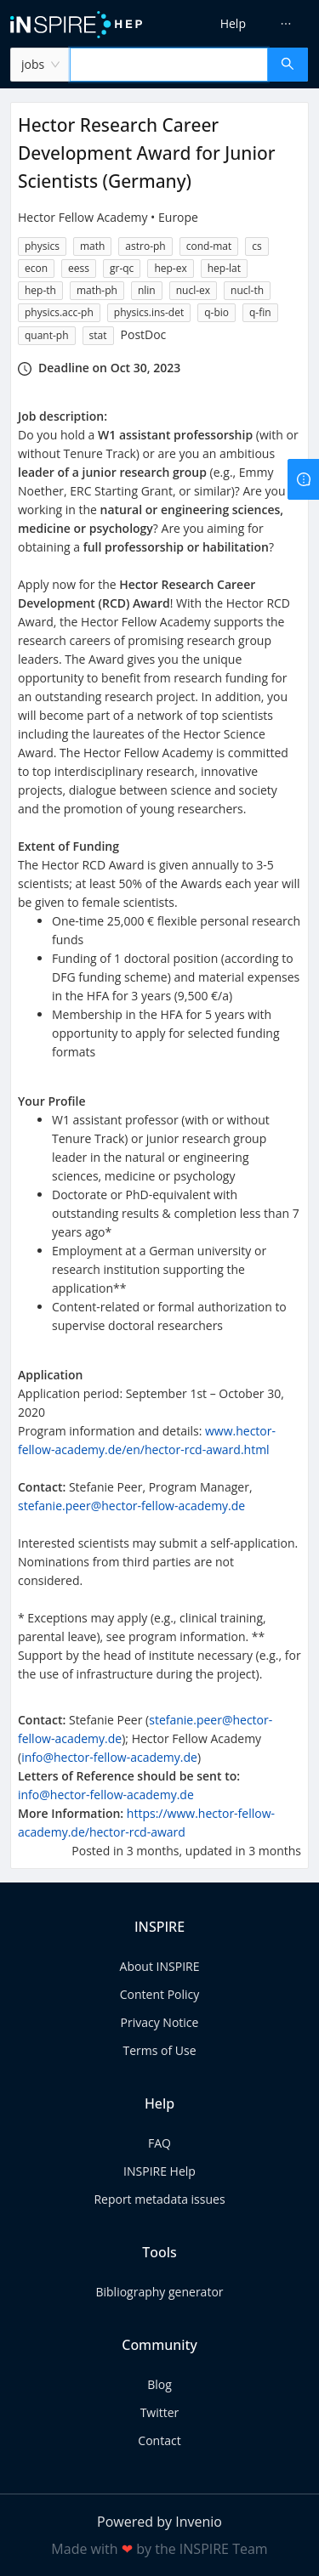 iNSPIRE HEP
Help ···
jobs
Hector Research Career
Development Award for Junior
Scientists (Germany)
Hector Fellow Academy • Europe
physics math astro-ph cond-mat cs
econ eess gr-qc hep-ex hep-lat
hep-th math-ph nlin nucl-ex nucl-th
physics.acc-ph physics.ins-det q-bio q-fin
quant-ph stat PostDoc
Deadline on Oct 30, 2023
Job description:
Do you hold a W1 assistant professorship (with or
without Tenure Track) or are you an ambitious
leader of a junior research group (e.g., Emmy
Noether, ERC Starting Grant, or similar)? Are you
working in the natural or engineering sciences,
medicine or psychology? Are you aiming for
obtaining a full professorship or habilitation?
Apply now for the Hector Research Career
Development (RCD) Award! With the Hector RCD
Award, the Hector Fellow Academy supports the
research careers of promising research group
leaders. The Award gives you the unique
opportunity to benefit from research funding for
an outstanding research project. In addition, you
will become part of a network of top scientists
including the laureates of the Hector Science
Award. The Hector Fellow Academy is committed
to interdisciplinary research, innovative
projects, dialogue between science and society
and the promotion of young researchers.
Extent of Funding
The Hector RCD Award is given annually to 3-5
scientists; at least 50% of the Awards each year will
be given to female scientists.
• One-time 25,000 € flexible personal research
funds
• Funding of 1 doctoral position (according to
DFG funding scheme) and material expenses
in the HFA for 3 years (9,500 €/a)
• Membership in the HFA for 5 years with
opportunity to apply for selected funding
formats
Your Profile
• W1 assistant professor (with or without
Tenure Track) or junior research group
leader in the natural or engineering
sciences, medicine or psychology
• Doctorate or PhD-equivalent with
outstanding results & completion less than 7
years ago*
• Employment at a German university or
research institution supporting the
application**
• Content-related or formal authorization to
supervise doctoral researchers
Application
Application period: September 1st – October 30,
2020
Program information and details: www.hector-
fellow-academy.de/en/hector-rcd-award.html
Contact: Stefanie Peer, Program Manager,
stefanie.peer@hector-fellow-academy.de
Interested scientists may submit a self-application.
Nominations from third parties are not
considered.
* Exceptions may apply (e.g., clinical training,
parental leave), see program information. **
Support by the head of institute necessary (e.g., for
the use of infrastructure during the project).
Contact: Stefanie Peer (stefanie.peer@hector-
fellow-academy.de); Hector Fellow Academy
(info@hector-fellow-academy.de)
Letters of Reference should be sent to:
info@hector-fellow-academy.de
More Information: https://www.hector-fellow-
academy.de/hector-rcd-award
Posted in 3 months, updated in 3 months
INSPIRE
About INSPIRE
Content Policy
Privacy Notice
Terms of Use
Help
FAQ
INSPIRE Help
Report metadata issues
Tools
Bibliography generator
Community
Blog
Twitter
Contact
Powered by Invenio
Made with ❤ by the INSPIRE Team